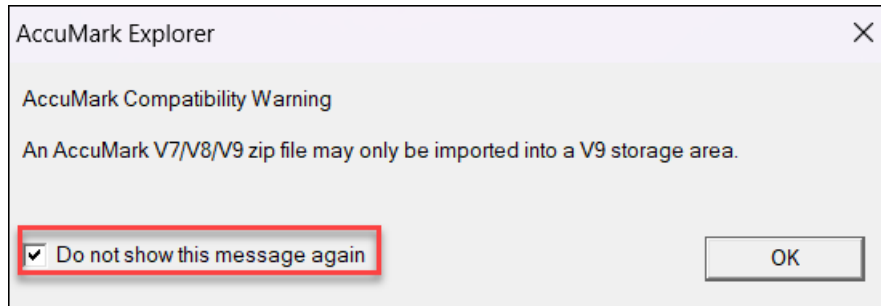 AccuMark Explorer
AccuMark Compatibility Warning
An AccuMark V7/V8/V9 zip file may only be imported into a V9 storage area.
Do not show this message again
OK